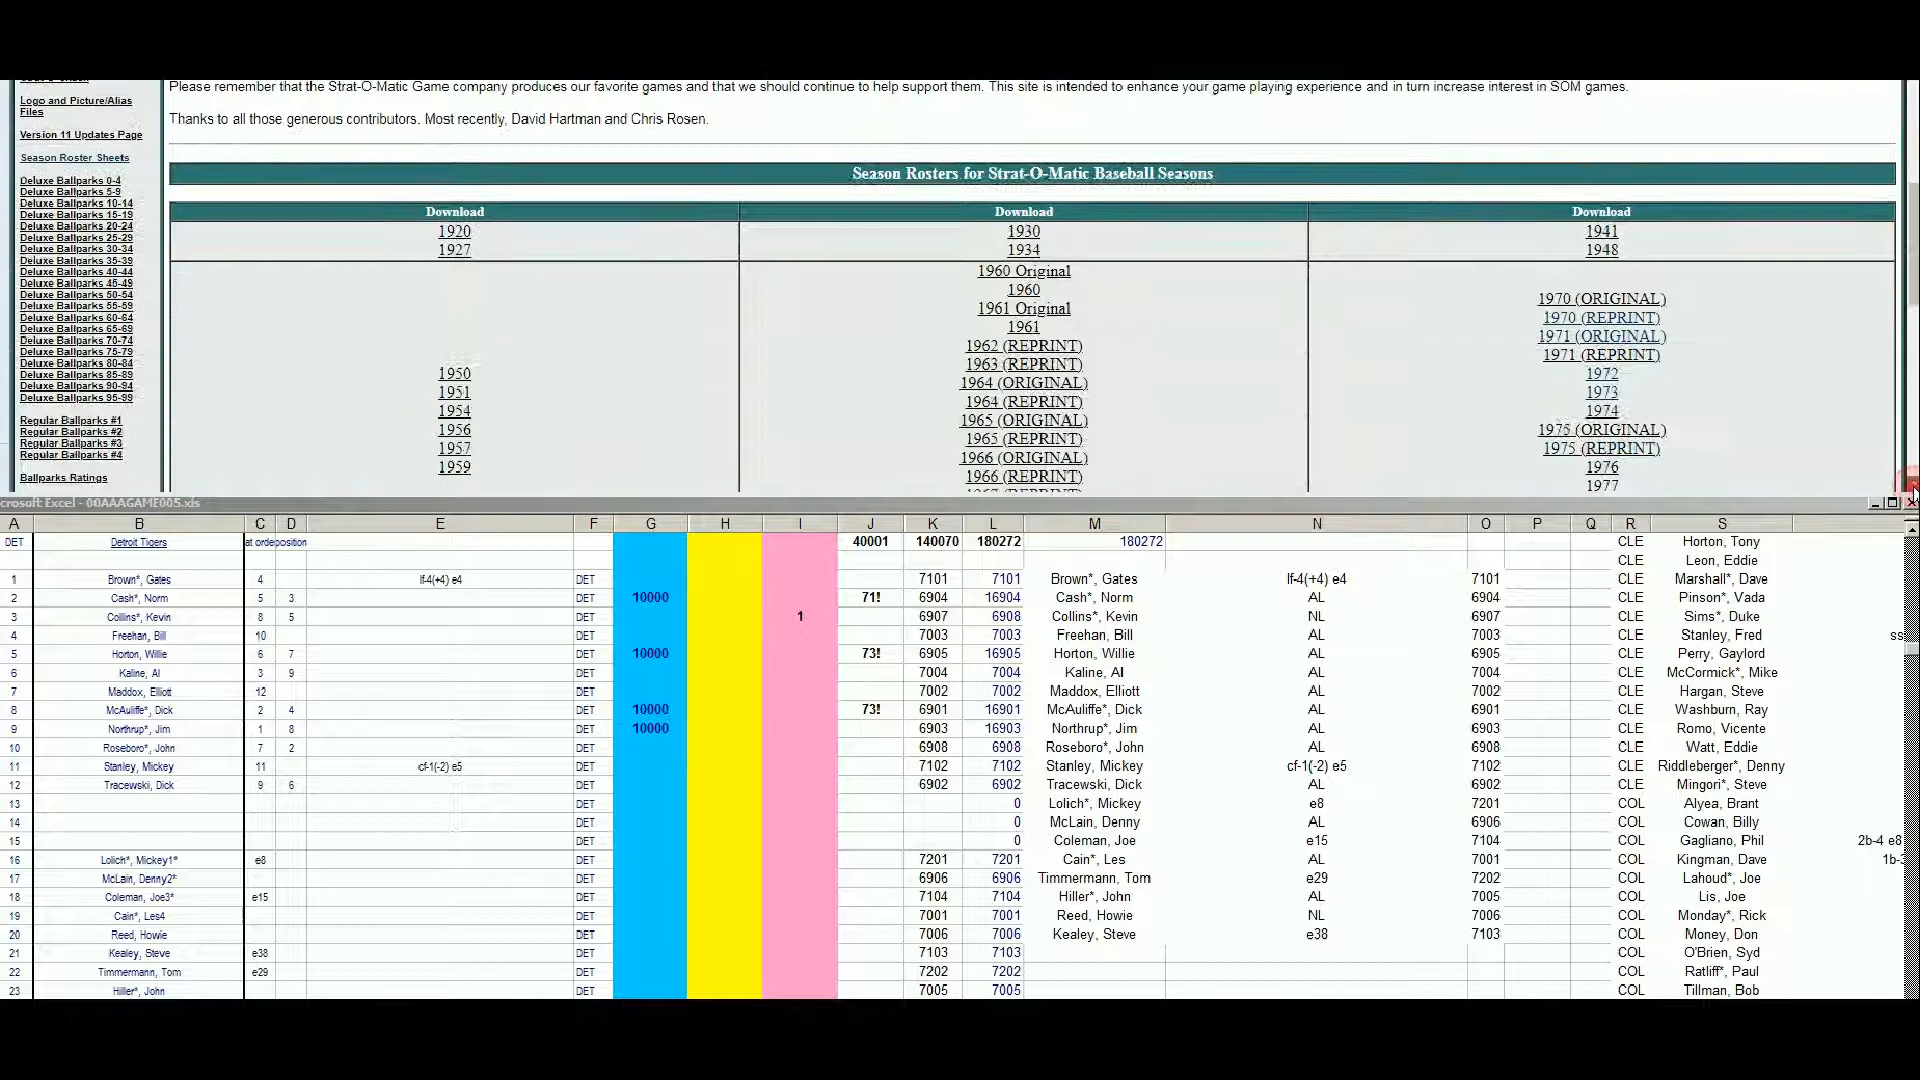 Please remember that the Strat-O-Matic Game company produces our favorite games and that we should continue to help support them. This site is intended to enhance your game playing experience and in turn increase interest in SOM games.
Thanks to all those generous contributors. Most recently, David Hartman and Chris Rosen.
Logo and Picture/Alias
Files
Version 11 Updates Page
Season Roster Sheets
Deluxe Ballparks 0-4
Deluxe Ballparks 5-9
Deluxe Ballparks 10-14
Deluxe Ballparks 15-19
Deluxe Ballparks 20-24
Deluxe Ballparks 25-29
Deluxe Ballparks 30-34
Deluxe Ballparks 35-39
Deluxe Ballparks 40-44
Deluxe Ballparks 45-49
Deluxe Ballparks 50-54
Deluxe Ballparks 55-59
Deluxe Ballparks 60-64
Deluxe Ballparks 65-69
Deluxe Ballparks 70-74
Deluxe Ballparks 75-79
Deluxe Ballparks 80-84
Deluxe Ballparks 85-89
Deluxe Ballparks 90-94
Deluxe Ballparks 95-99
Regular Ballparks #1
Regular Ballparks #2
Regular Ballparks #3
Regular Ballparks #4
Ballparks Ratings
Season Rosters for Strat-O-Matic Baseball Seasons
Download Download Download
1920 1930 1941
1927 1934 1948
1950
1951
1954
1956
1957
1959
1960 Original
1960
1961 Original
1961
1962 (REPRINT)
1963 (REPRINT)
1964 (ORIGINAL)
1964 (REPRINT)
1965 (ORIGINAL)
1965 (REPRINT)
1966 (ORIGINAL)
1966 (REPRINT)
1970 (ORIGINAL)
1970 (REPRINT)
1971 (ORIGINAL)
1971 (REPRINT)
1972
1973
1974
1975 (ORIGINAL)
1975 (REPRINT)
1976
1977
crosoft Excel - 00AAAGAME005.xls
A B C D E F G H I J K L M N O P Q R S
DET Detroit Tigers at orde position 40001 140070 180272 180272 CLE Horton, Tony
CLE Leon, Eddie
1 Brown*, Gates 4 lf-4(+4) e4 DET 7101 7101 Brown*, Gates lf-4(+4) e4 7101 CLE Marshall*, Dave
2 Cash*, Norm 5 3 DET 10000 71! 6904 16904 Cash*, Norm AL 6904 CLE Pinson*, Vada
3 Collins*, Kevin 8 5 DET 1 6907 6908 Collins*, Kevin NL 6907 CLE Sims*, Duke
4 Freehan, Bill 10 DET 7003 7003 Freehan, Bill AL 7003 CLE Stanley, Fred ss
5 Horton, Willie 6 7 DET 10000 73! 6905 16905 Horton, Willie AL 6905 CLE Perry, Gaylord
6 Kaline, Al 3 9 DET 7004 7004 Kaline, Al AL 7004 CLE McCormick*, Mike
7 Maddox, Elliott 12 DET 7002 7002 Maddox, Elliott AL 7002 CLE Hargan, Steve
8 McAuliffe*, Dick 2 4 DET 10000 73! 6901 16901 McAuliffe*, Dick AL 6901 CLE Washburn, Ray
9 Northrup*, Jim 1 8 DET 10000 6903 16903 Northrup*, Jim AL 6903 CLE Romo, Vicente
10 Roseboro*, John 7 2 DET 6908 6908 Roseboro*, John AL 6908 CLE Watt, Eddie
11 Stanley, Mickey 11 cf-1(-2) e5 DET 7102 7102 Stanley, Mickey cf-1(-2) e5 7102 CLE Riddleberger*, Denny
12 Tracewski, Dick 9 6 DET 6902 6902 Tracewski, Dick AL 6902 CLE Mingori*, Steve
13 DET 0 Lolich*, Mickey e8 7201 COL Alyea, Brant
14 DET 0 McLain, Denny AL 6906 COL Cowan, Billy
15 DET 0 Coleman, Joe e15 7104 COL Gagliano, Phil 2b-4 e8
16 Lolich*, Mickey1* e8 DET 7201 7201 Cain*, Les AL 7001 COL Kingman, Dave 1b-3
17 McLain, Denny2* DET 6906 6906 Timmermann, Tom e29 7202 COL Lahoud*, Joe
18 Coleman, Joe3* e15 DET 7104 7104 Hiller*, John AL 7005 COL Lis, Joe
19 Cain*, Les4 DET 7001 7001 Reed, Howie NL 7006 COL Monday*, Rick
20 Reed, Howie DET 7006 7006 Kealey, Steve e38 7103 COL Money, Don
21 Kealey, Steve e38 DET 7103 7103 COL O'Brien, Syd
22 Timmermann, Tom e29 DET 7202 7202 COL Ratliff*, Paul
23 Hiller*, John DET 7005 7005 COL Tillman, Bob